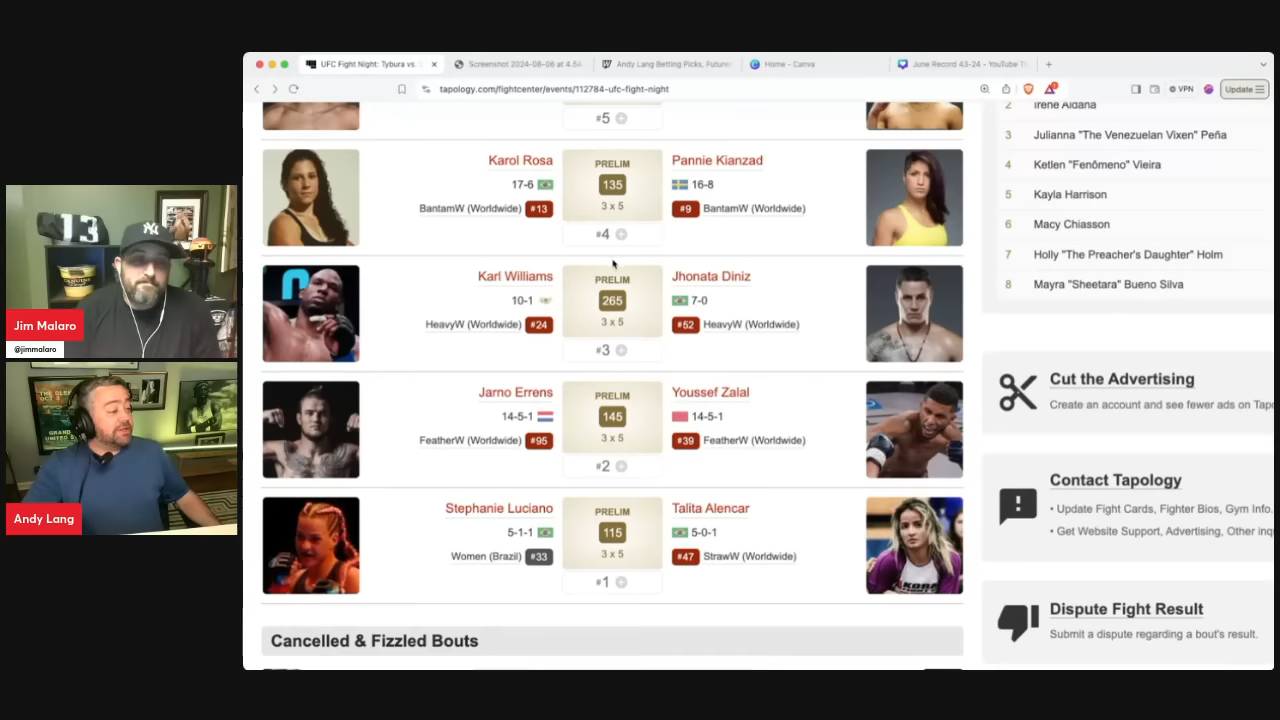 UFC Fight Night: Tybura vs.
Screenshot 2024-08-06 at 4.54
Andy Lang Betting Picks, Future
Home - Canva
June Record 43-24 - YouTube Th
tapology.com/fightcenter/events/112784-ufc-fight-night
VPN
Update
#5
Karol Rosa
17-6
BantamW (Worldwide) #13
PRELIM
135
3 x 5
#4
Pannie Kianzad
16-8
#9 BantamW (Worldwide)
Karl Williams
10-1
HeavyW (Worldwide) #24
PRELIM
265
3 x 5
#3
Jhonata Diniz
7-0
#52 HeavyW (Worldwide)
Jarno Errens
14-5-1
FeatherW (Worldwide) #95
PRELIM
145
3 x 5
#2
Youssef Zalal
14-5-1
#39 FeatherW (Worldwide)
Stephanie Luciano
5-1-1
Women (Brazil) #33
PRELIM
115
3 x 5
#1
Talita Alencar
5-0-1
#47 StrawW (Worldwide)
Cancelled & Fizzled Bouts
2 Irene Aldana
3 Julianna "The Venezuelan Vixen" Peña
4 Ketlen "Fenômeno" Vieira
5 Kayla Harrison
6 Macy Chiasson
7 Holly "The Preacher's Daughter" Holm
8 Mayra "Sheetara" Bueno Silva
Cut the Advertising
Create an account and see fewer ads on Tapo
Contact Tapology
• Update Fight Cards, Fighter Bios, Gym Info.
• Get Website Support, Advertising, Other inq
Dispute Fight Result
Submit a dispute regarding a bout's result.
13
Jim Malaro
@jimmalaro
Andy Lang